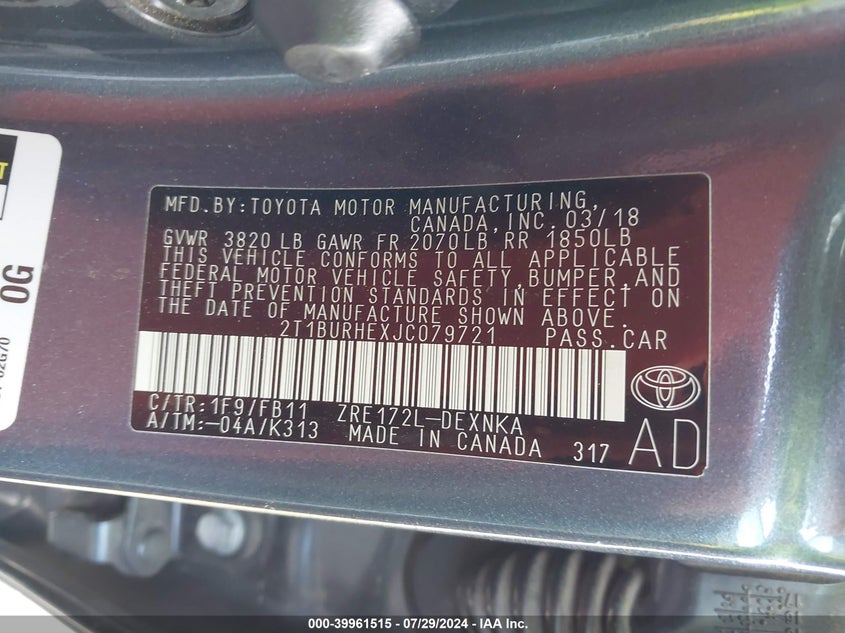 MFD.BY:TOYOTA MOTOR MANUFACTURING,
CANADA,INC. 03/18
GVWR 3820 LB GAWR FR 2070LB RR 1850LB
THIS VEHICLE CONFORMS TO ALL APPLICABLE
FEDERAL MOTOR VEHICLE SAFETY,BUMPER,AND
THEFT PREVENTION STANDARDS IN EFFECT ON
THE DATE OF MANUFACTURE SHOWN ABOVE.
2T1BURHEXJC079721 PASS.CAR
C/TR:1F9/FB11 ZRE172L-DEXNKA
A/TM:-04A/K313 MADE IN CANADA 317 AD
0G
000-39961515 / 07/29/2024 - IAA Inc.